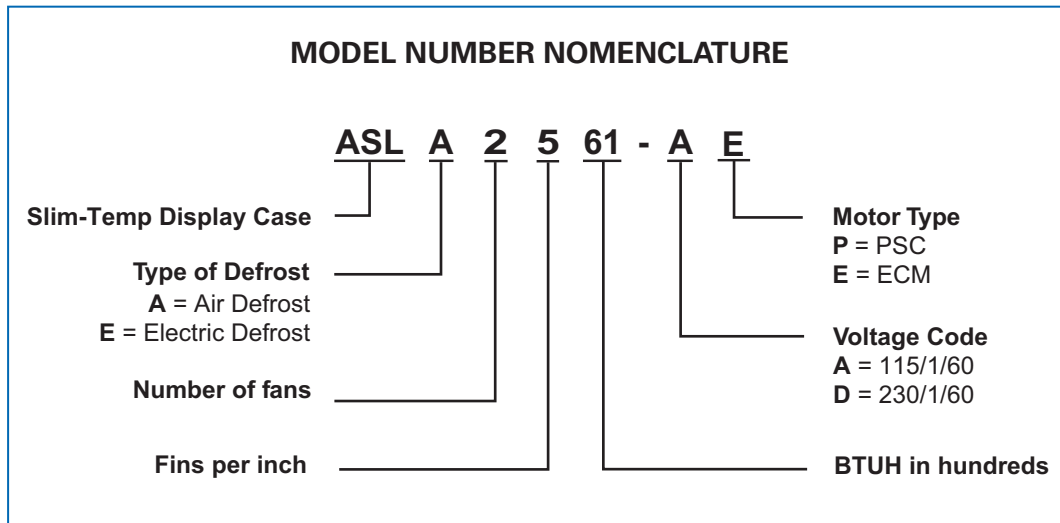 MODEL NUMBER NOMENCLATURE
ASL A 2 5 61 - A E
Slim-Temp Display Case
Type of Defrost
A = Air Defrost
E = Electric Defrost
Number of fans
Fins per inch
Motor Type
P = PSC
E = ECM
Voltage Code
A = 115/1/60
D = 230/1/60
BTUH in hundreds